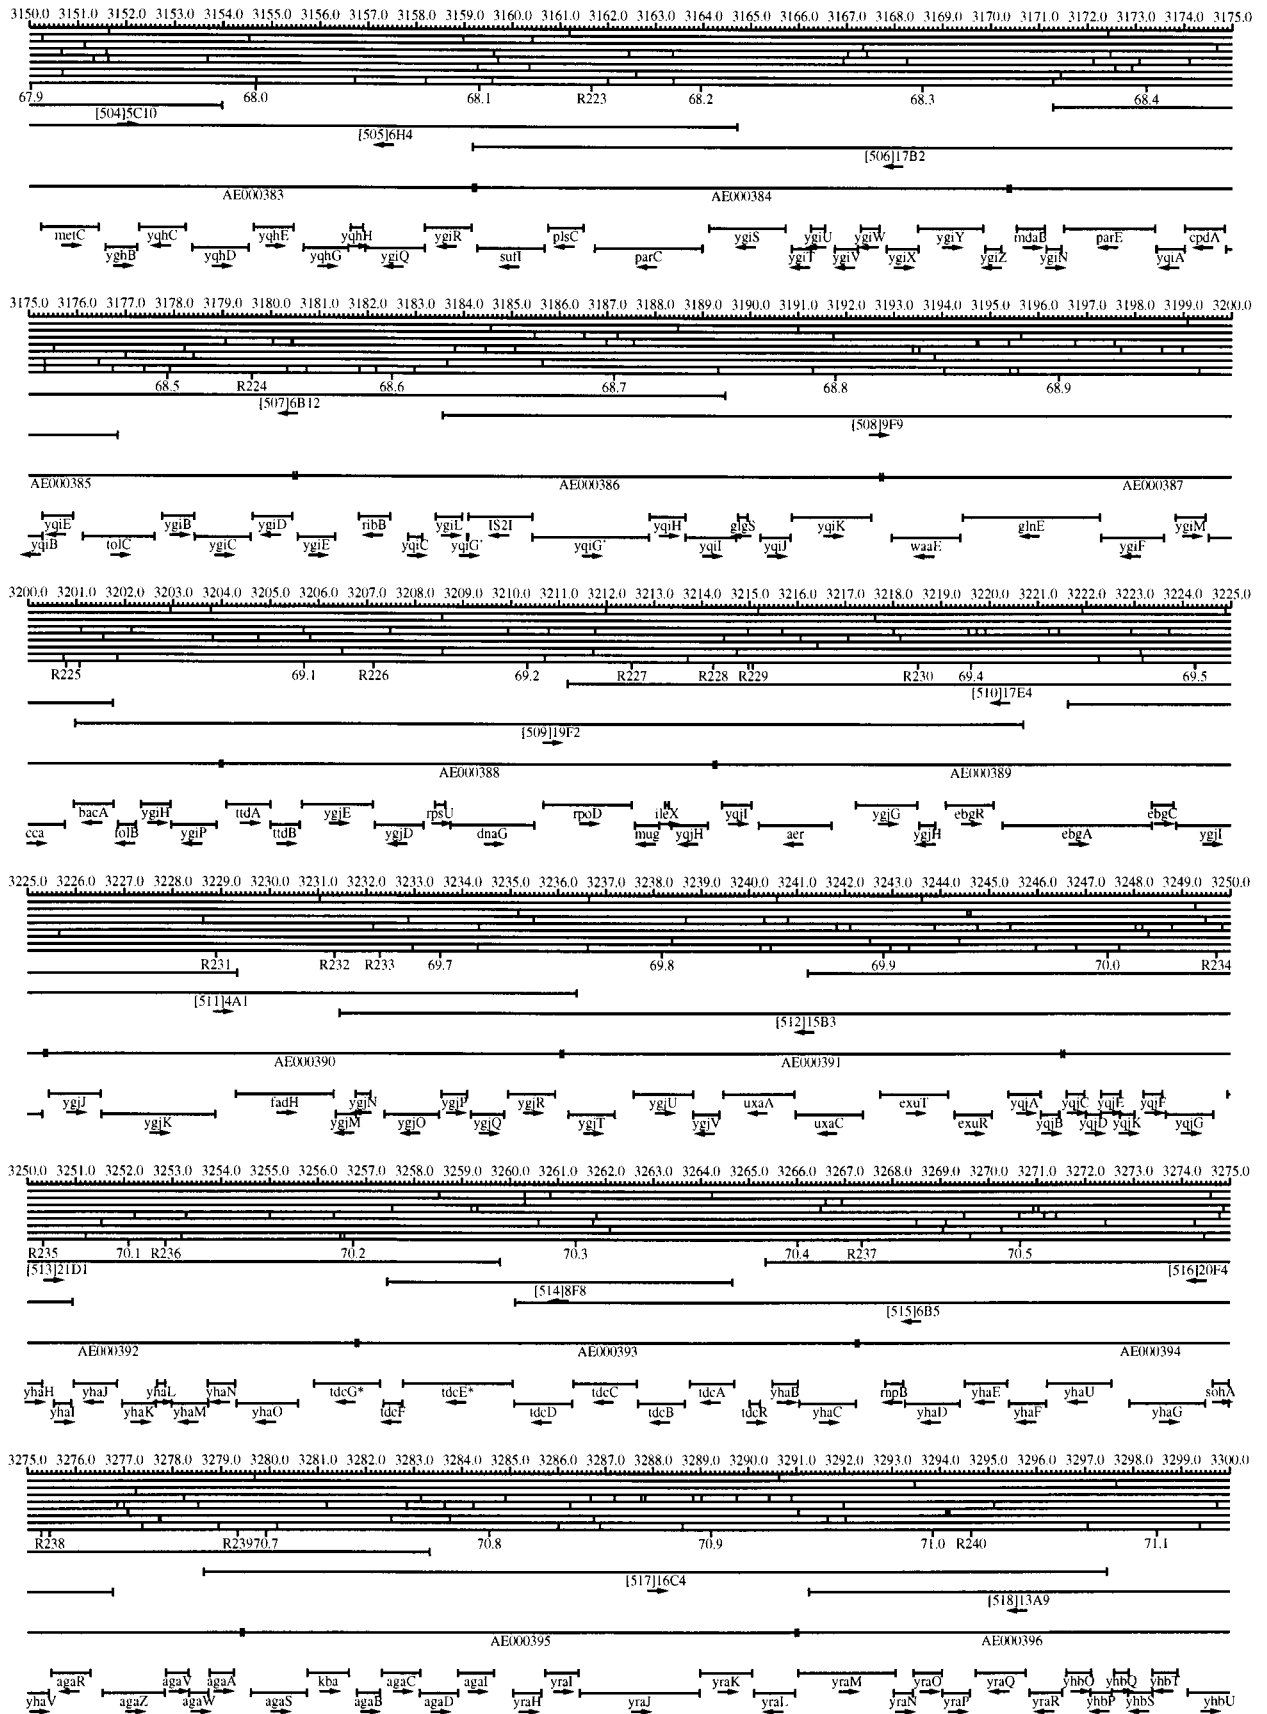 3150.0 3151.0 3152.0 3153.0 3154.0 3155.0 3156.0 3157.0 3158.0 3159.0 3160.0 3161.0 3162.0 3163.0 3164.0 3165.0 3166.0 3167.0 3168.0 3169.0 3170.0 3171.0 3172.0 3173.0 3174.0 3175.0
67.9 68.0 68.1 R223 68.2 68.3 68.4
[504]5C10
[505]6H4
[506]17B2
AE000383 AE000384
metC yqhC yqhE yqhH ygiR plsC ygiS ygiU ygiW ygiY mdaB parE cpdA
yghB yqhD yqhG ygiQ sufI parC ygiT ygiV ygiX ygiZ ygiN yqiA
3175.0 3176.0 3177.0 3178.0 3179.0 3180.0 3181.0 3182.0 3183.0 3184.0 3185.0 3186.0 3187.0 3188.0 3189.0 3190.0 3191.0 3192.0 3193.0 3194.0 3195.0 3196.0 3197.0 3198.0 3199.0 3200.0
68.5 R224 68.6 68.7 68.8 68.9
[507]6B12
[508]9F9
AE000385 AE000386 AE000387
yqiE ygiB ygiD ribB ygiL IS2I yqiH glgS yqiK glnE ygiM
yqiB tolC ygiC ygiE yqiC yqiG' yqiG' yqiI yqiJ waaE ygiF
3200.0 3201.0 3202.0 3203.0 3204.0 3205.0 3206.0 3207.0 3208.0 3209.0 3210.0 3211.0 3212.0 3213.0 3214.0 3215.0 3216.0 3217.0 3218.0 3219.0 3220.0 3221.0 3222.0 3223.0 3224.0 3225.0
R225 69.1 R226 69.2 R227 R228 R229 R230 69.4 69.5
[510]17E4
[509]19F2
AE000388 AE000389
bacA ygiH ttdA ygjE rpsU rpoD ileX yqjI ygjG ebgR ebgC
cca folB ygiP ttdB ygjD dnaG mug yqjH aer ygjH ebgA ygjI
3225.0 3226.0 3227.0 3228.0 3229.0 3230.0 3231.0 3232.0 3233.0 3234.0 3235.0 3236.0 3237.0 3238.0 3239.0 3240.0 3241.0 3242.0 3243.0 3244.0 3245.0 3246.0 3247.0 3248.0 3249.0 3250.0
R231 R232 R233 69.7 69.8 69.9 70.0 R234
[511]4A1
[512]15B3
AE000390 AE000391
ygjJ fadH ygjN ygjP ygjR ygjU uxaA exuT yqjA yqjC yqjE yqjF
ygjK ygjM ygjO ygjQ ygjT ygjV uxaC exuR yqjB yqjD yqjK yqjG
3250.0 3251.0 3252.0 3253.0 3254.0 3255.0 3256.0 3257.0 3258.0 3259.0 3260.0 3261.0 3262.0 3263.0 3264.0 3265.0 3266.0 3267.0 3268.0 3269.0 3270.0 3271.0 3272.0 3273.0 3274.0 3275.0
R235 70.1 R236 70.2 70.3 70.4 R237 70.5
[513]21D1 [516]20F4
[514]8F8
[515]6B5
AE000392 AE000393 AE000394
yhaH yhaJ yhaL yhaN tdcG* tdcE* tdcC tdcA yhaB rnpB yhaE yhaU sohA
yhaI yhaK yhaM yhaO tdcF tdcD tdcB tdcR yhaC yhaD yhaF yhaG
3275.0 3276.0 3277.0 3278.0 3279.0 3280.0 3281.0 3282.0 3283.0 3284.0 3285.0 3286.0 3287.0 3288.0 3289.0 3290.0 3291.0 3292.0 3293.0 3294.0 3295.0 3296.0 3297.0 3298.0 3299.0 3300.0
R238 R239 70.7 70.8 70.9 71.0 R240 71.1
[517]16C4
[518]13A9
AE000395 AE000396
agaR agaV agaA kba agaC agaI yraI yraK yraM yraO yraQ yhbO yhbQ yhbT
yhaV agaZ agaW agaS agaB agaD yraH yraJ yraL yraN yraP yraR yhbP yhbS yhbU